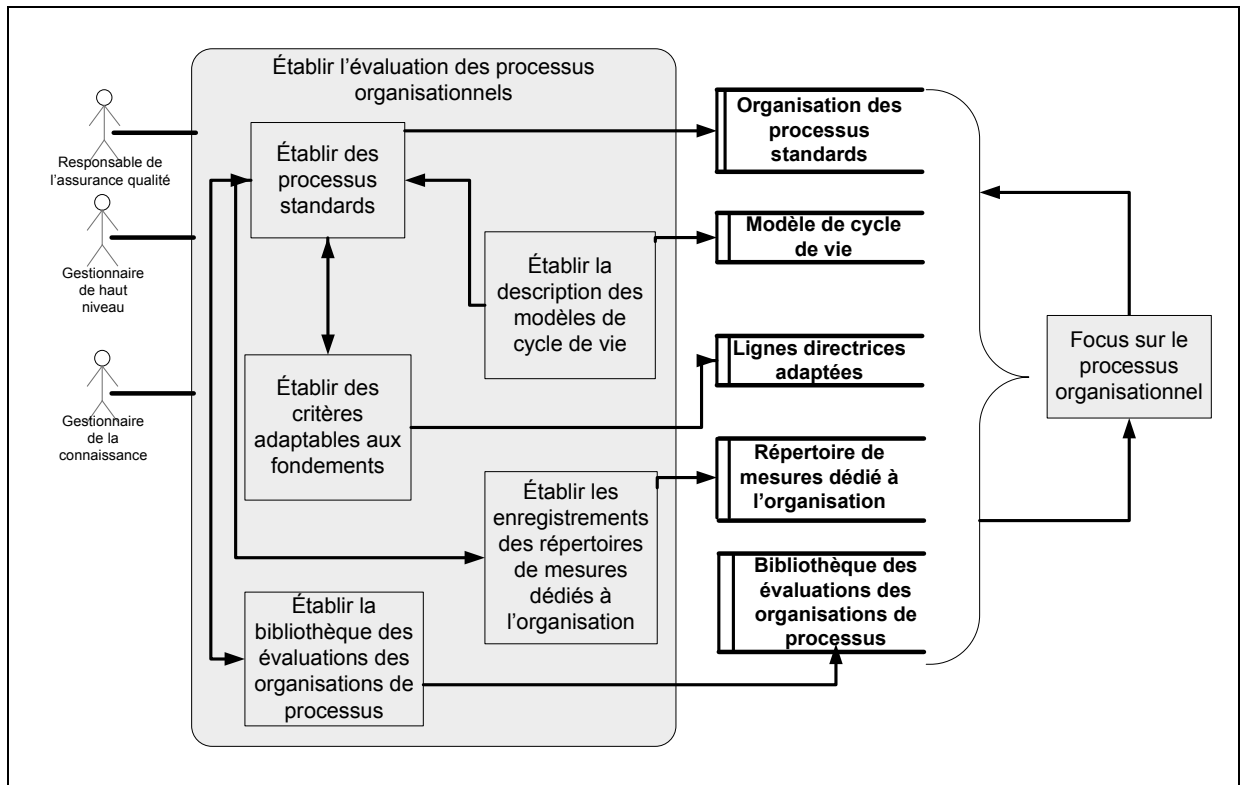 Établir l'évaluation des processus
organisationnels
Responsable de
l'assurance qualité
Gestionnaire
de haut
niveau
Gestionnaire
de la
connaissance
Établir des
processus
standards
Établir la
description des
modèles de
cycle de vie
Établir des
critères
adaptables aux
fondements
Établir les
enregistrements
des répertoires
de mesures
dédiés à
l'organisation
Établir la
bibliothèque des
évaluations des
organisations de
processus
Organisation des
processus
standards
Modèle de cycle
de vie
Lignes directrices
adaptées
Répertoire de
mesures dédié à
l'organisation
Bibliothèque des
évaluations des
organisations de
processus
Focus sur le
processus
organisationnel